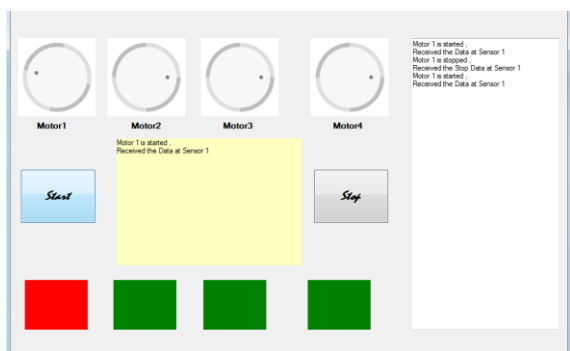 Motor 1 is started ,
Received the Data at Sensor 1
Motor 1 is stopped ,
Received the Stop Data at Sensor 1
Motor 1 is started ,
Received the Data at Sensor 1
Motor1
Motor2
Motor3
Motor4
Motor 1 is started ,
Received the Data at Sensor 1
Start
Stop